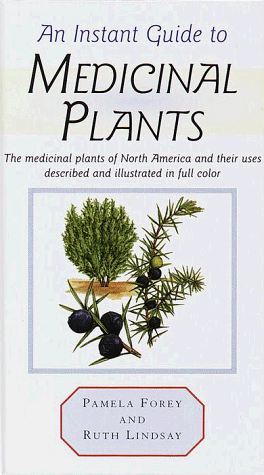 An Instant Guide to
MEDICINAL
PLANTS
The medicinal plants of North America and their uses
described and illustrated in full color
PAMELA FOREY
AND
RUTH LINDSAY